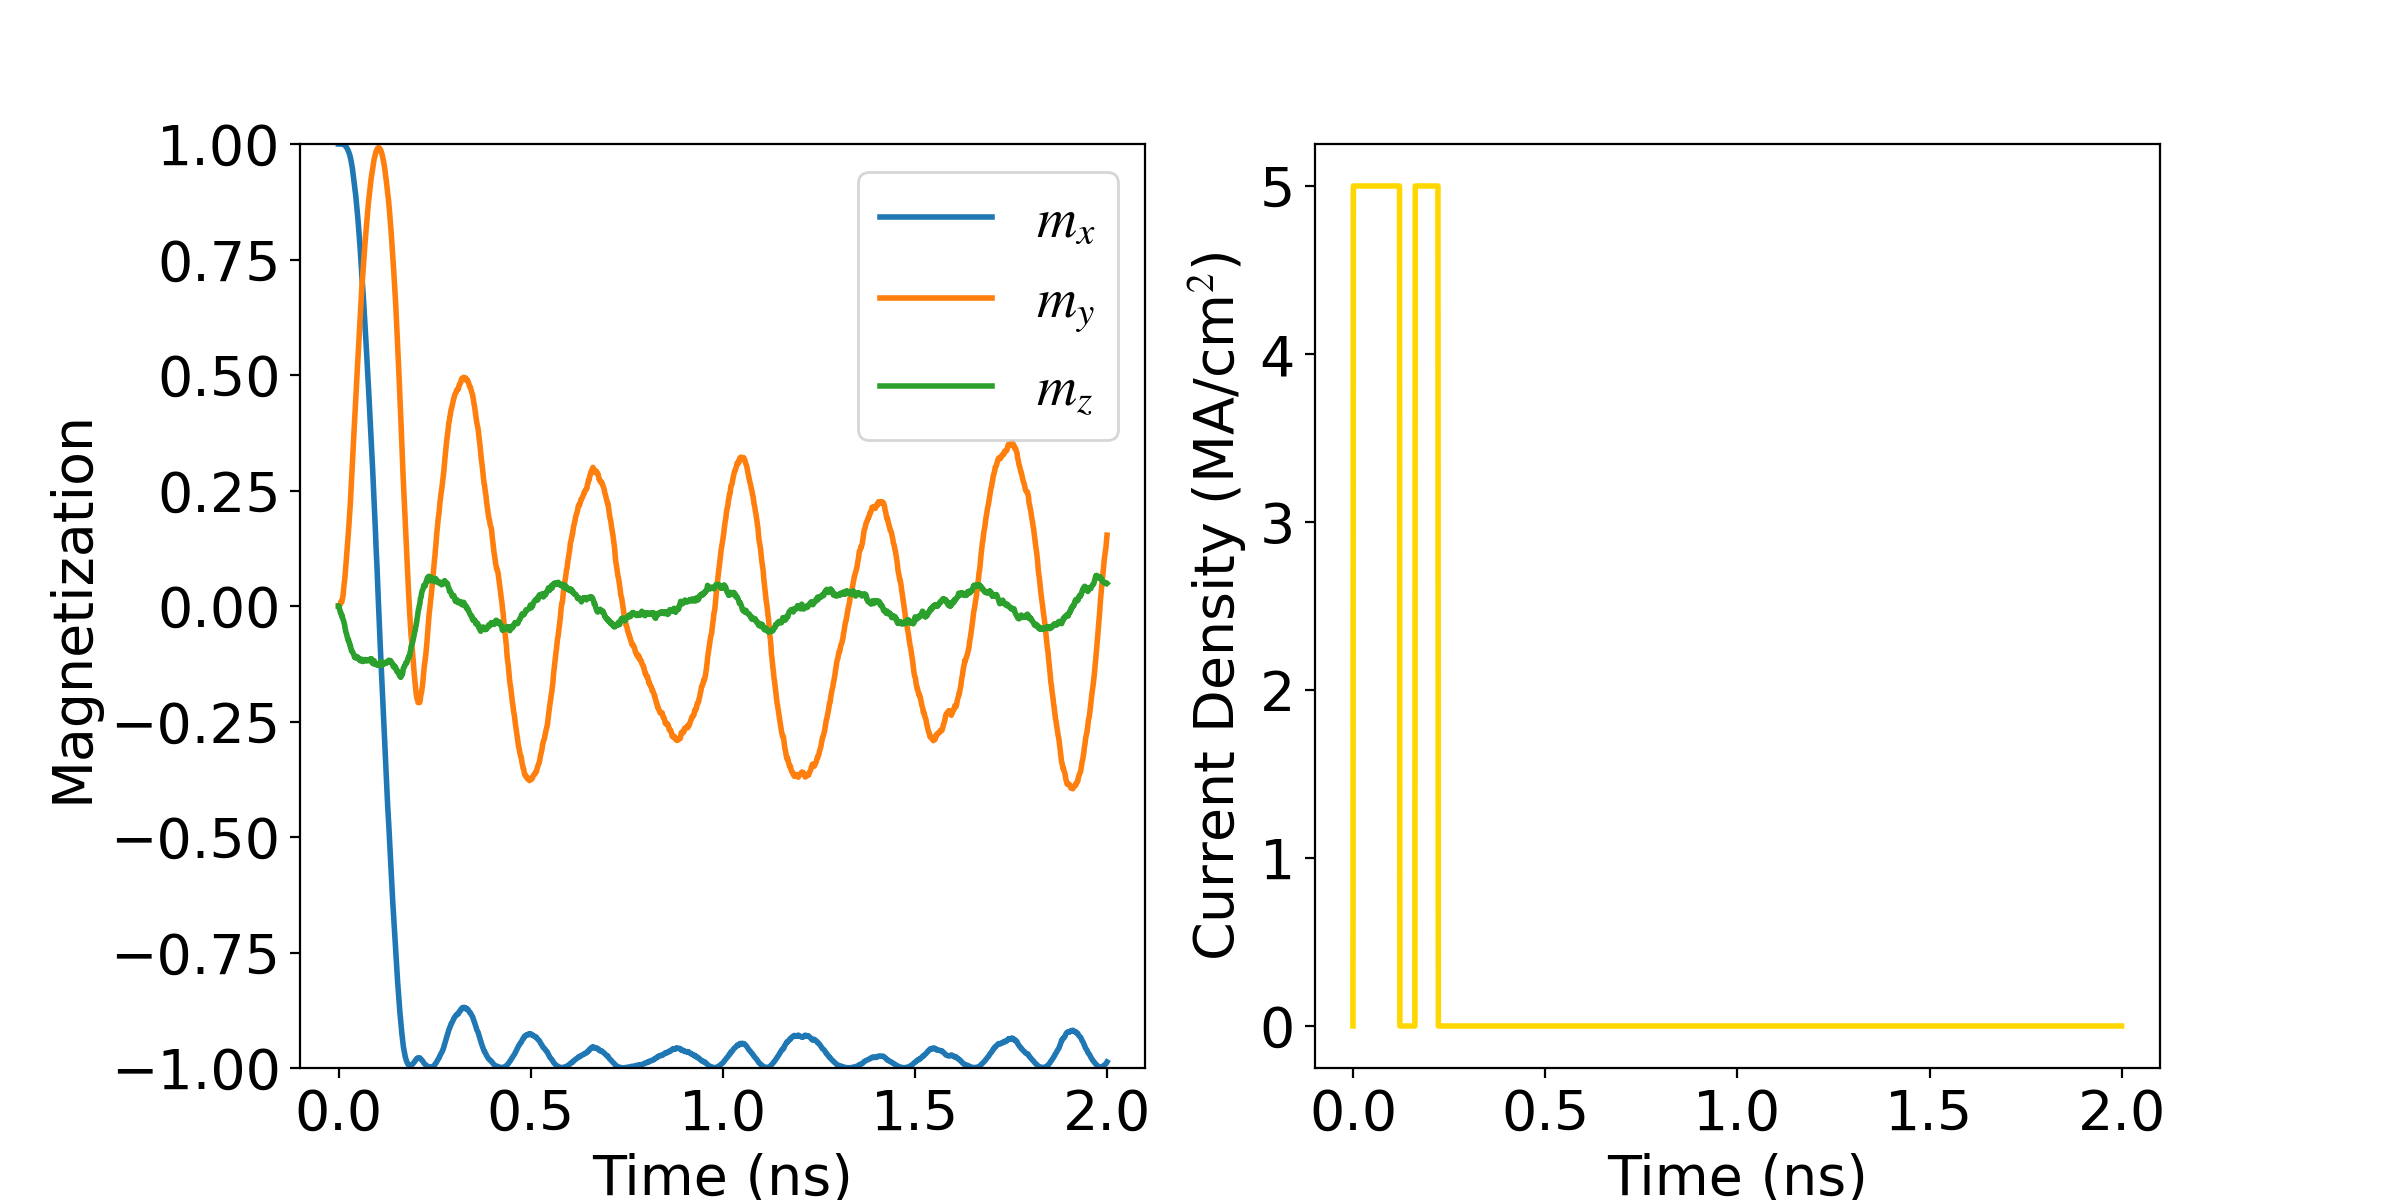 Magnetization
1.00
0.75
0.50
0.25
0.00
−0.25
−0.50
−0.75
−1.00
0.0 0.5 1.0 1.5 2.0
Time (ns)
m_x
m_y
m_z
Current Density (MA/cm²)
5
4
3
2
1
0
0.0 0.5 1.0 1.5 2.0
Time (ns)